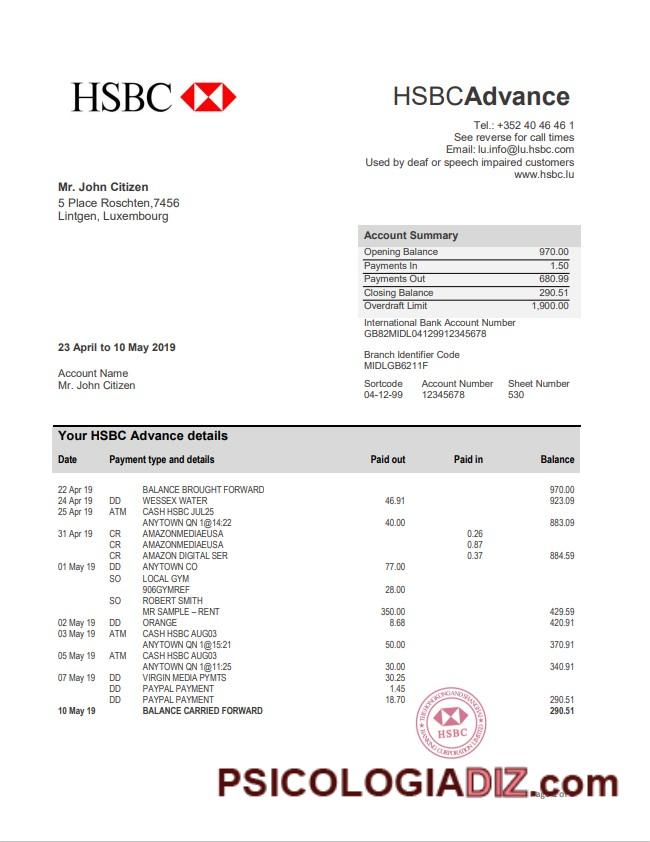 HSBC
HSBCAdvance
Tel.: +352 40 46 46 1
See reverse for call times
Email: lu.info@lu.hsbc.com
Used by deaf or speech impaired customers
www.hsbc.lu
Mr. John Citizen
5 Place Roschten,7456
Lintgen, Luxembourg
Account Summary
Opening Balance 970.00
Payments In 1.50
Payments Out 680.99
Closing Balance 290.51
Overdraft Limit 1,900.00
International Bank Account Number
GB82MIDL04129912345678
23 April to 10 May 2019
Branch Identifier Code
MIDLGB6211F
Account Name
Mr. John Citizen
Sortcode Account Number Sheet Number
04-12-99 12345678 530
Your HSBC Advance details
Date Payment type and details Paid out Paid in Balance
22 Apr 19 BALANCE BROUGHT FORWARD 970.00
24 Apr 19 DD WESSEX WATER 46.91 923.09
25 Apr 19 ATM CASH HSBC JUL25
ANYTOWN QN 1@14:22 40.00 883.09
31 Apr 19 CR AMAZONMEDIAEUSA 0.26
CR AMAZONMEDIAEUSA 0.87
CR AMAZON DIGITAL SER 0.37 884.59
01 May 19 DD ANYTOWN CO 77.00
SO LOCAL GYM
906GYMREF 28.00
SO ROBERT SMITH
MR SAMPLE – RENT 350.00 429.59
02 May 19 DD ORANGE 8.68 420.91
03 May 19 ATM CASH HSBC AUG03
ANYTOWN QN 1@15:21 50.00 370.91
05 May 19 ATM CASH HSBC AUG03
ANYTOWN QN 1@11:25 30.00 340.91
07 May 19 DD VIRGIN MEDIA PYMTS 30.25
DD PAYPAL PAYMENT 1.45
DD PAYPAL PAYMENT 18.70 290.51
10 May 19 BALANCE CARRIED FORWARD 290.51
THE HONGKONG AND SHANGHAI
HSBC
BANKING CORPORATION LIMITED
PSICOLOGIADIZ.com